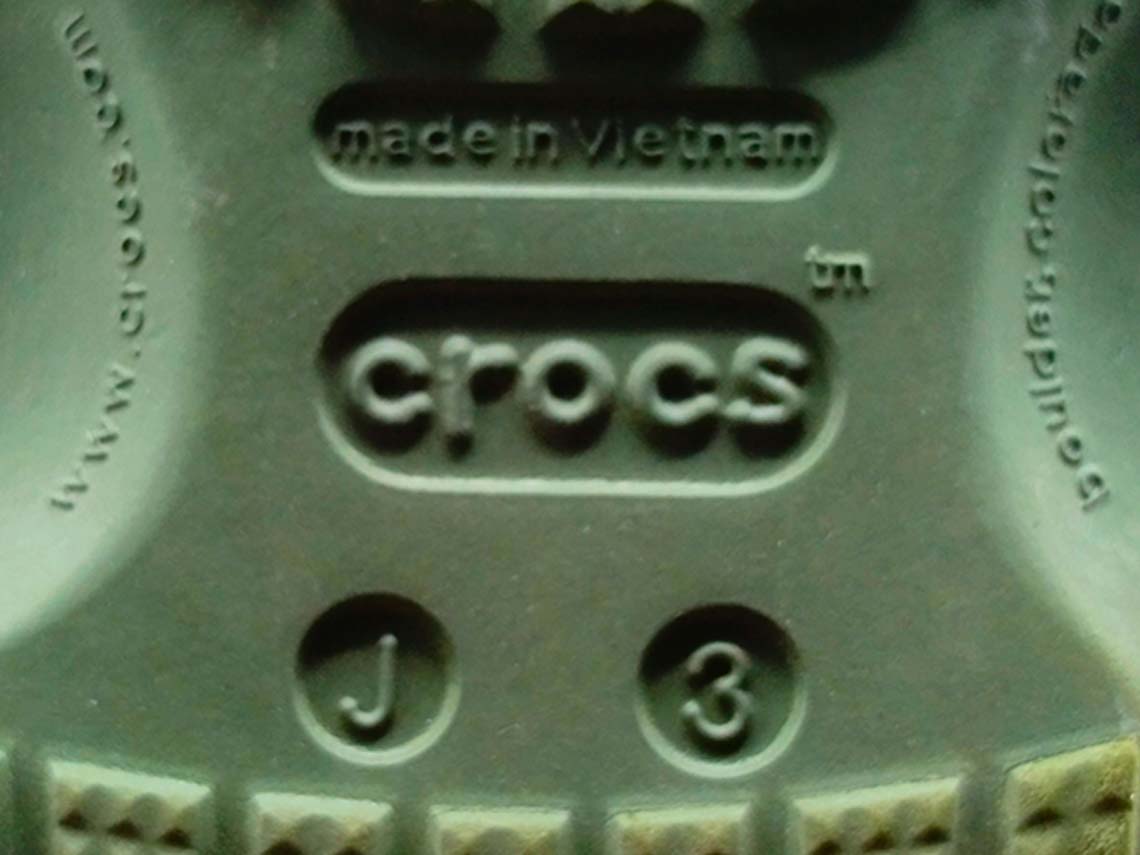 made in Vietnam
www.crocs.com
boulder, colorado
crocs
tm
J
3